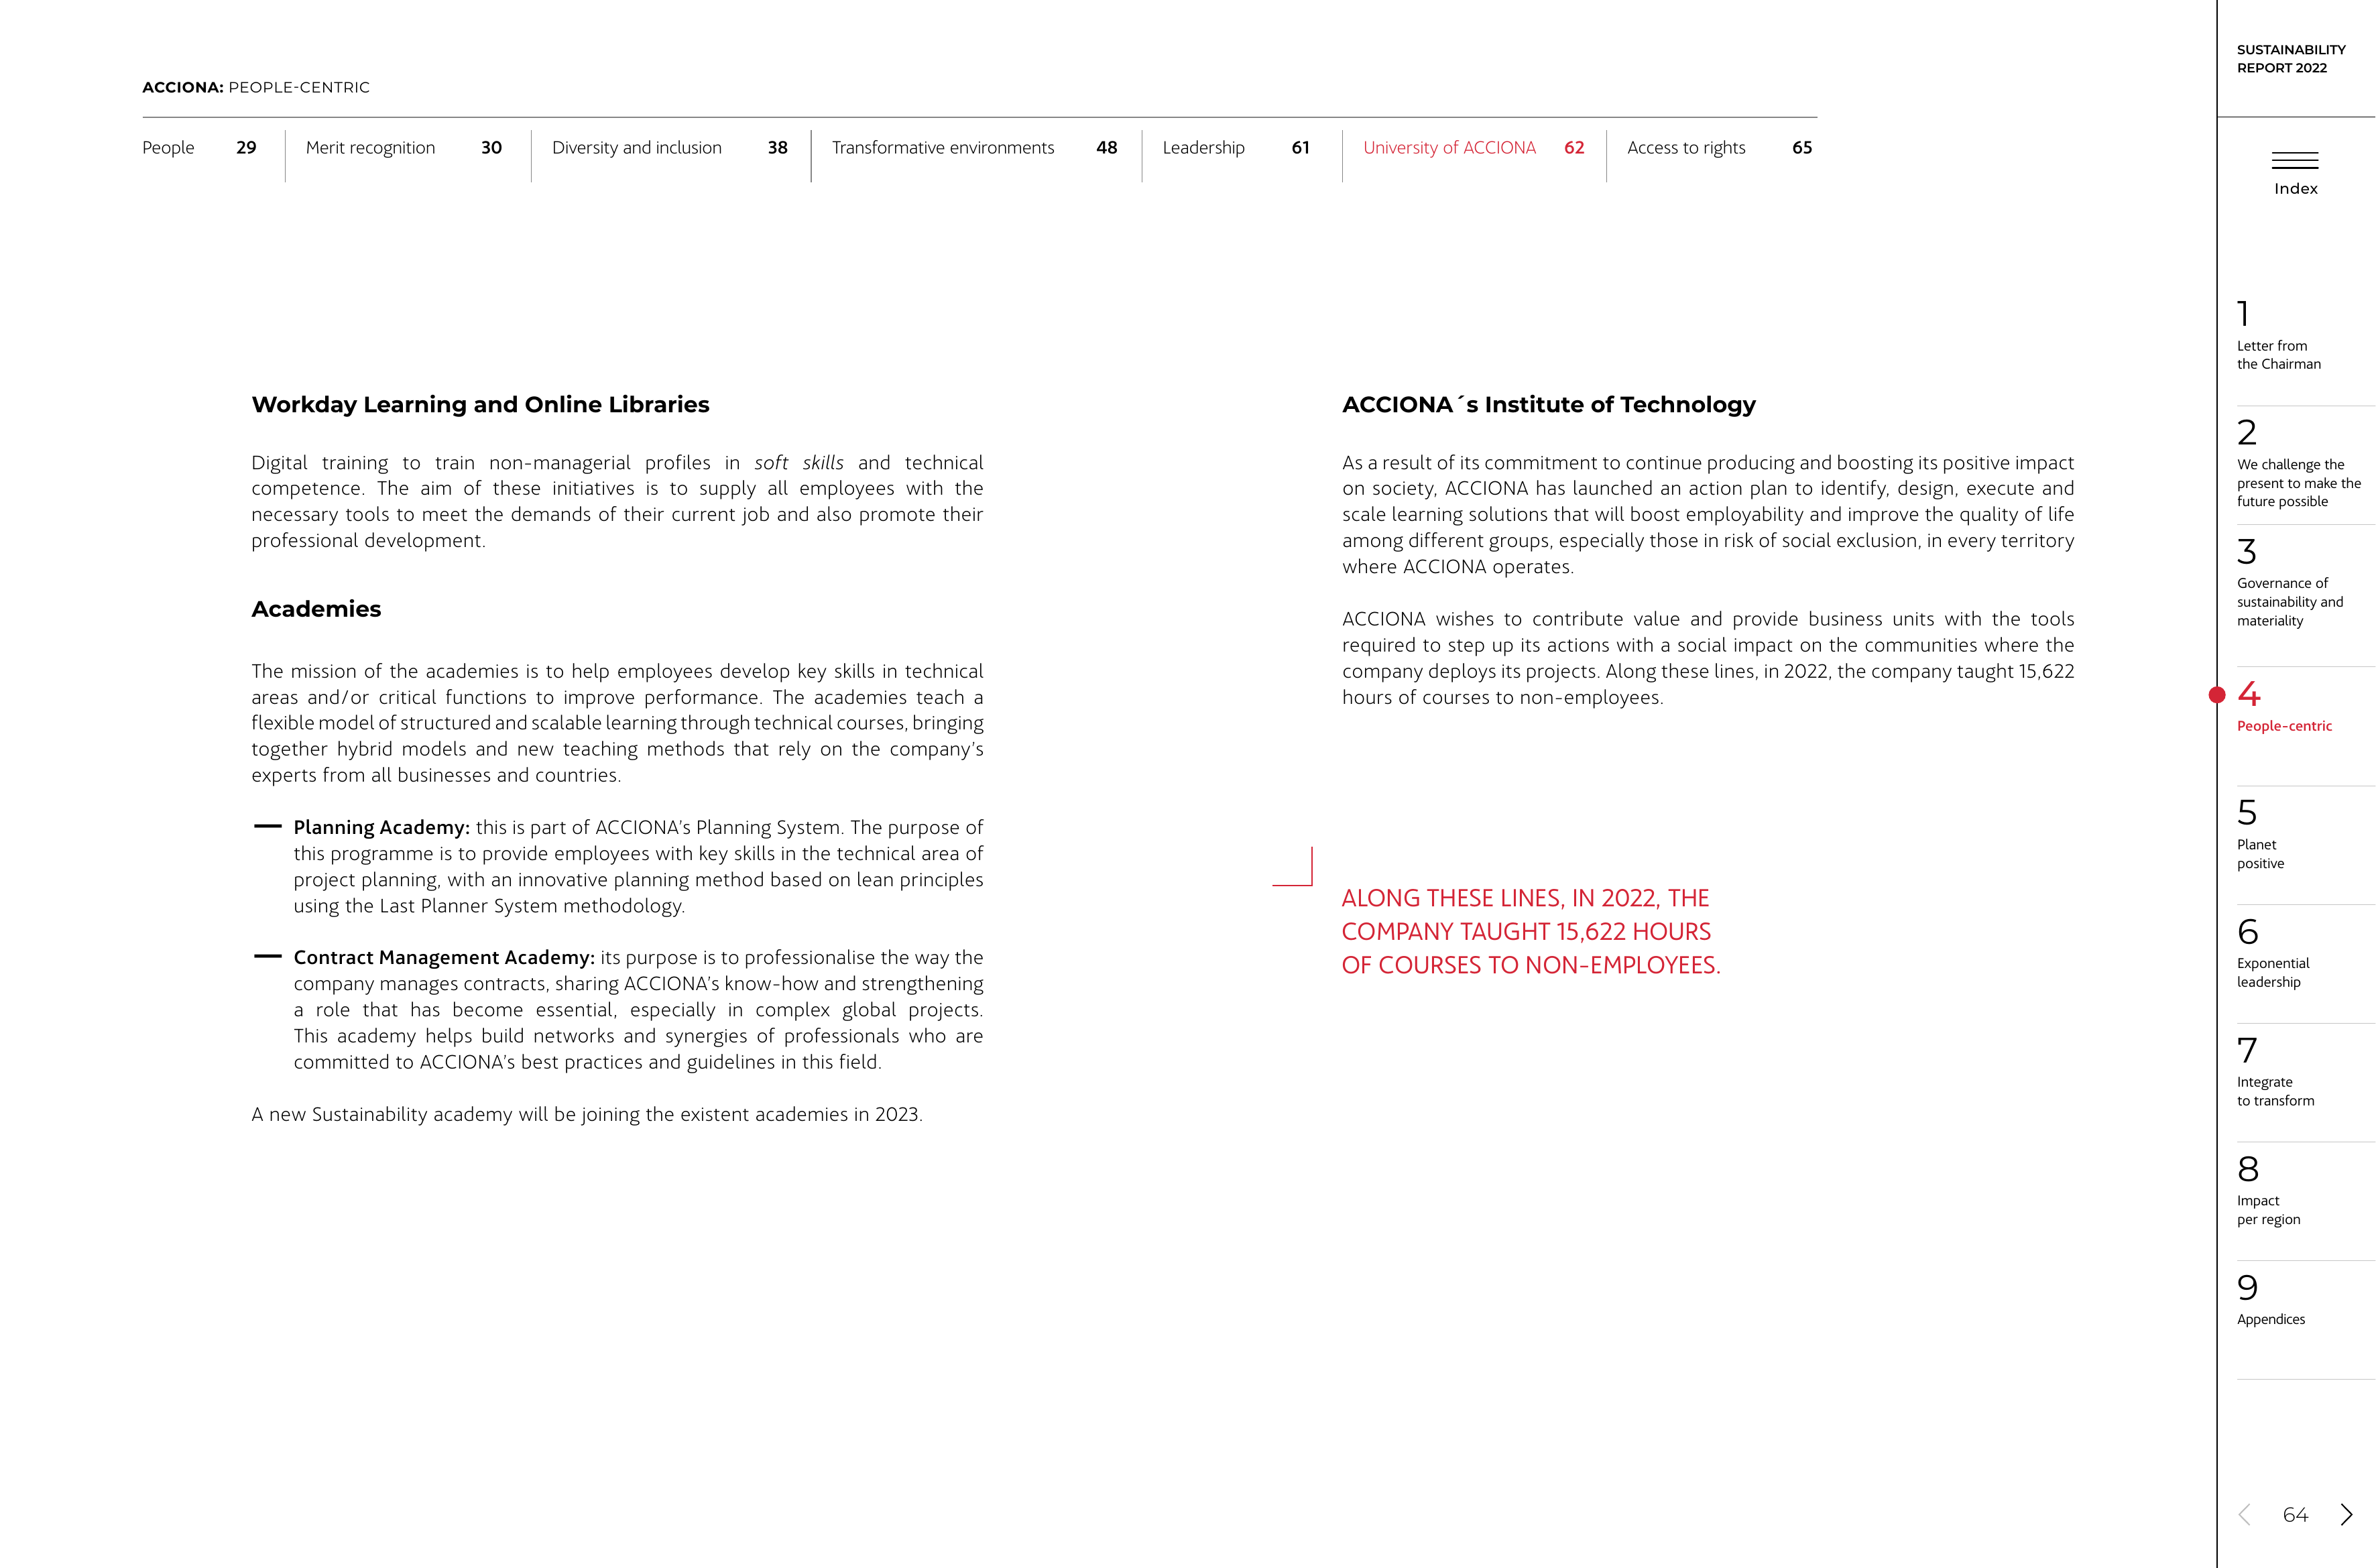 ACCIONA: PEOPLE-CENTRIC
People 29 Merit recognition 30 Diversity and inclusion 38 Transformative environments 48 Leadership 61 University of ACCIONA 62 Access to rights 65
Workday Learning and Online Libraries
Digital training to train non-managerial profiles in soft skills and technical
competence. The aim of these initiatives is to supply all employees with the
necessary tools to meet the demands of their current job and also promote their
professional development.
Academies
The mission of the academies is to help employees develop key skills in technical
areas and/or critical functions to improve performance. The academies teach a
flexible model of structured and scalable learning through technical courses, bringing
together hybrid models and new teaching methods that rely on the company’s
experts from all businesses and countries.
— Planning Academy: this is part of ACCIONA’s Planning System. The purpose of
this programme is to provide employees with key skills in the technical area of
project planning, with an innovative planning method based on lean principles
using the Last Planner System methodology.
— Contract Management Academy: its purpose is to professionalise the way the
company manages contracts, sharing ACCIONA’s know-how and strengthening
a role that has become essential, especially in complex global projects.
This academy helps build networks and synergies of professionals who are
committed to ACCIONA’s best practices and guidelines in this field.
A new Sustainability academy will be joining the existent academies in 2023.
ACCIONA´s Institute of Technology
As a result of its commitment to continue producing and boosting its positive impact
on society, ACCIONA has launched an action plan to identify, design, execute and
scale learning solutions that will boost employability and improve the quality of life
among different groups, especially those in risk of social exclusion, in every territory
where ACCIONA operates.
ACCIONA wishes to contribute value and provide business units with the tools
required to step up its actions with a social impact on the communities where the
company deploys its projects. Along these lines, in 2022, the company taught 15,622
hours of courses to non-employees.
ALONG THESE LINES, IN 2022, THE
COMPANY TAUGHT 15,622 HOURS
OF COURSES TO NON-EMPLOYEES.
SUSTAINABILITY
REPORT 2022
Index
1
Letter from
the Chairman
2
We challenge the
present to make the
future possible
3
Governance of
sustainability and
materiality
4
People-centric
5
Planet
positive
6
Exponential
leadership
7
Integrate
to transform
8
Impact
per region
9
Appendices
64